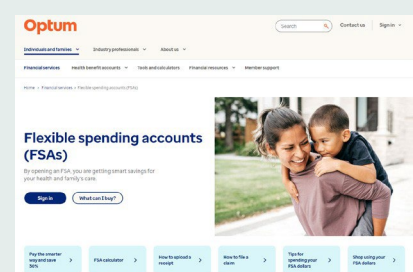 Optum
Search
Contact us
Sign in
Individuals and families
Industry professionals
About us
Financial services
Health benefit accounts
Tools and calculators
Financial resources
Member support
Home > Financial services > Flexible spending accounts (FSAs)
Flexible spending accounts
(FSAs)
By opening an FSA, you are getting smart savings for
your health and family's care.
Sign in
What can I buy?
Pay the smarter
way and save
30%
FSA calculator
How to upload a
receipt
How to file a
claim
Tips for
spending your
FSA dollars
Shop using your
FSA dollars